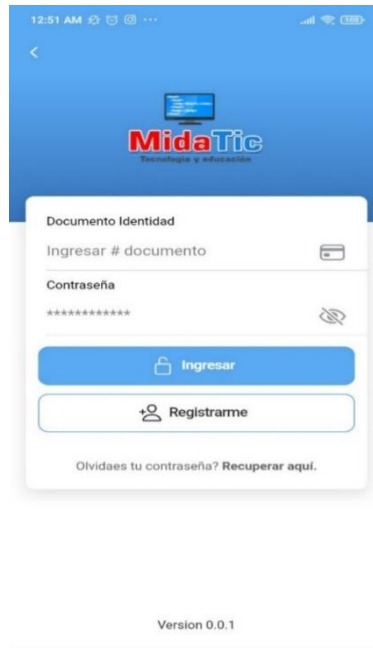 12:51 AM
MidaTic
Tecnología y educación
Documento Identidad
Ingresar # documento
Contraseña
************
Ingresar
Registrarme
Olvidaes tu contraseña? Recuperar aquí.
Version 0.0.1